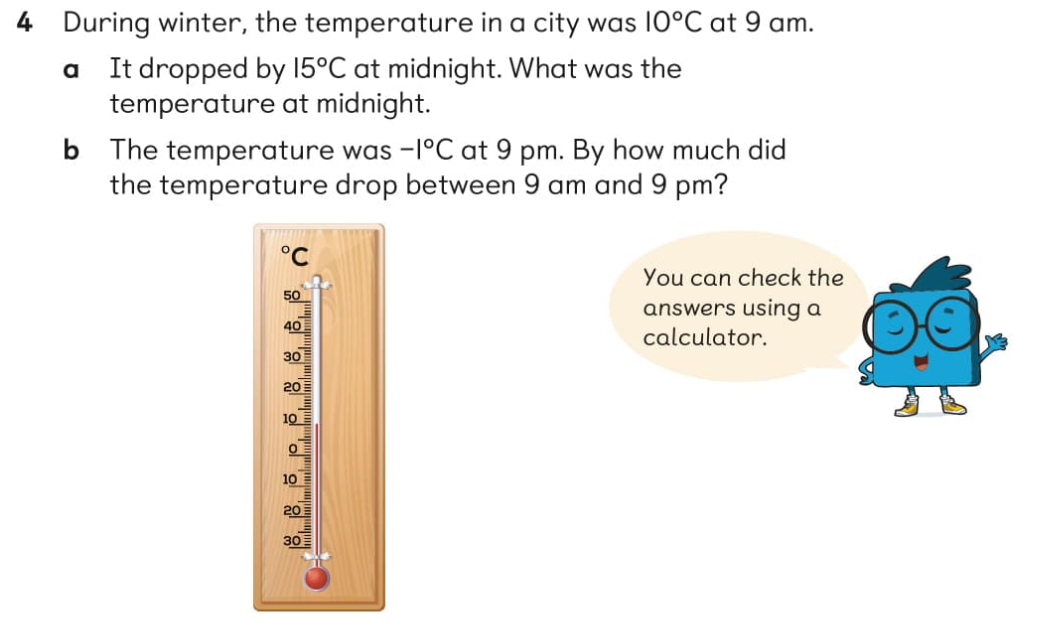 4 During winter, the temperature in a city was 10°C at 9 am.
a It dropped by 15°C at midnight. What was the
temperature at midnight.
b The temperature was −1°C at 9 pm. By how much did
the temperature drop between 9 am and 9 pm?
°C
50
40
30
20
10
0
10
20
30
You can check the
answers using a
calculator.